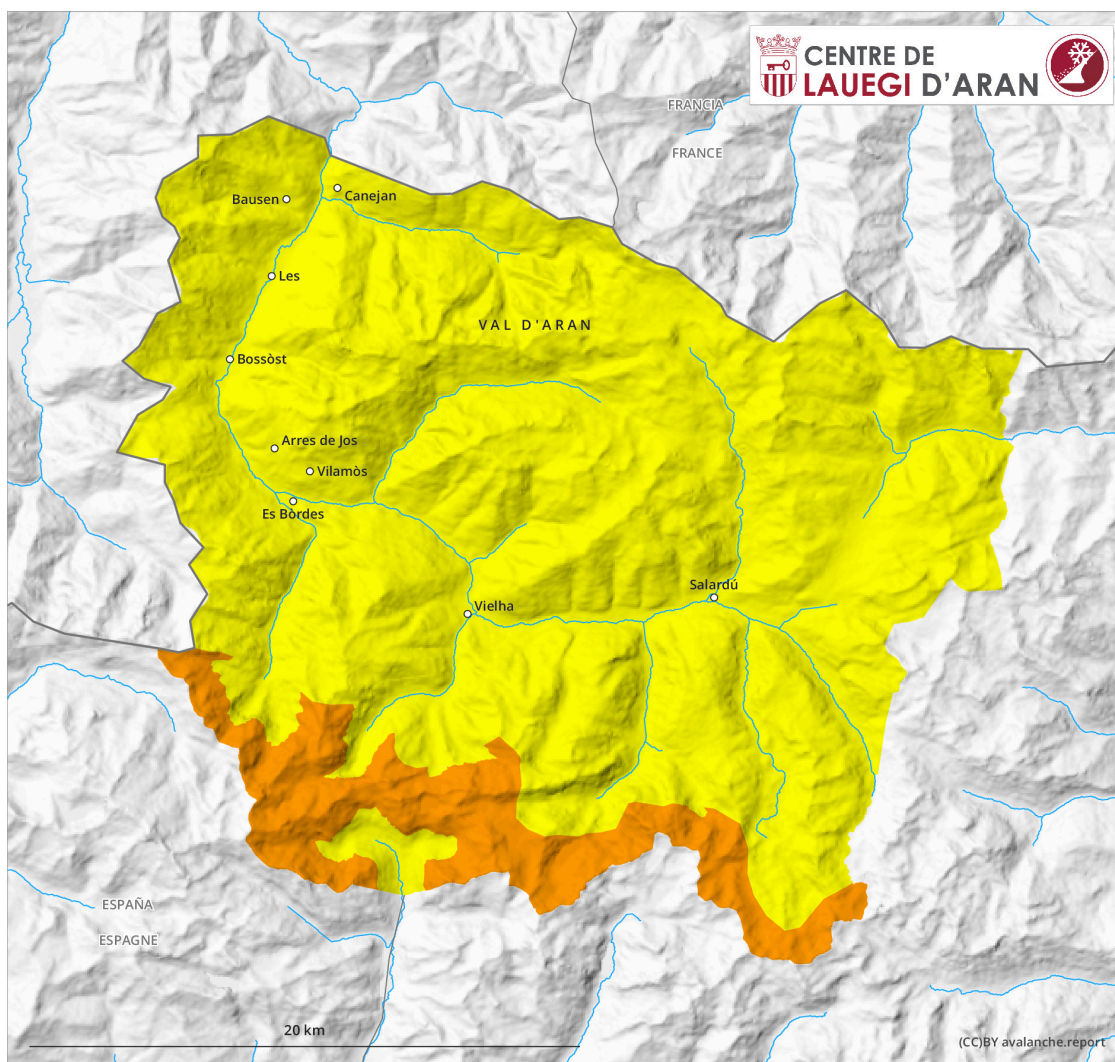 CENTRE DE
LAUEGI D'ARAN
FRANCIA
FRANCE
Bausen
Canejan
Les
VAL D'ARAN
Bossòst
Arres de Jos
Vilamòs
Es Bòrdes
Salardú
Vielha
ESPAÑA
ESPAGNE
20 km
(CC)BY avalanche.report